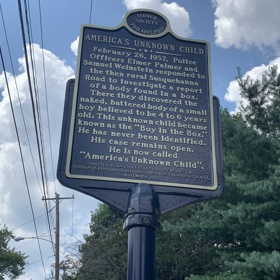 VIDOCQ
SOCIETY
PHILADELPHIA
AMERICA'S UNKNOWN CHILD
February 26, 1957, Police
Officers Elmer Palmer and
Samuel Weinstein responded to
the then rural Susquehanna
Road to investigate a report
of a body found in a box.
There they discovered the
naked, battered body of a small
boy believed to be 4 to 6 years
old. This unknown child became
known as the "Boy in the Box."
He has never been identified.
His case remains open.
He is now called
"America's Unknown Child".